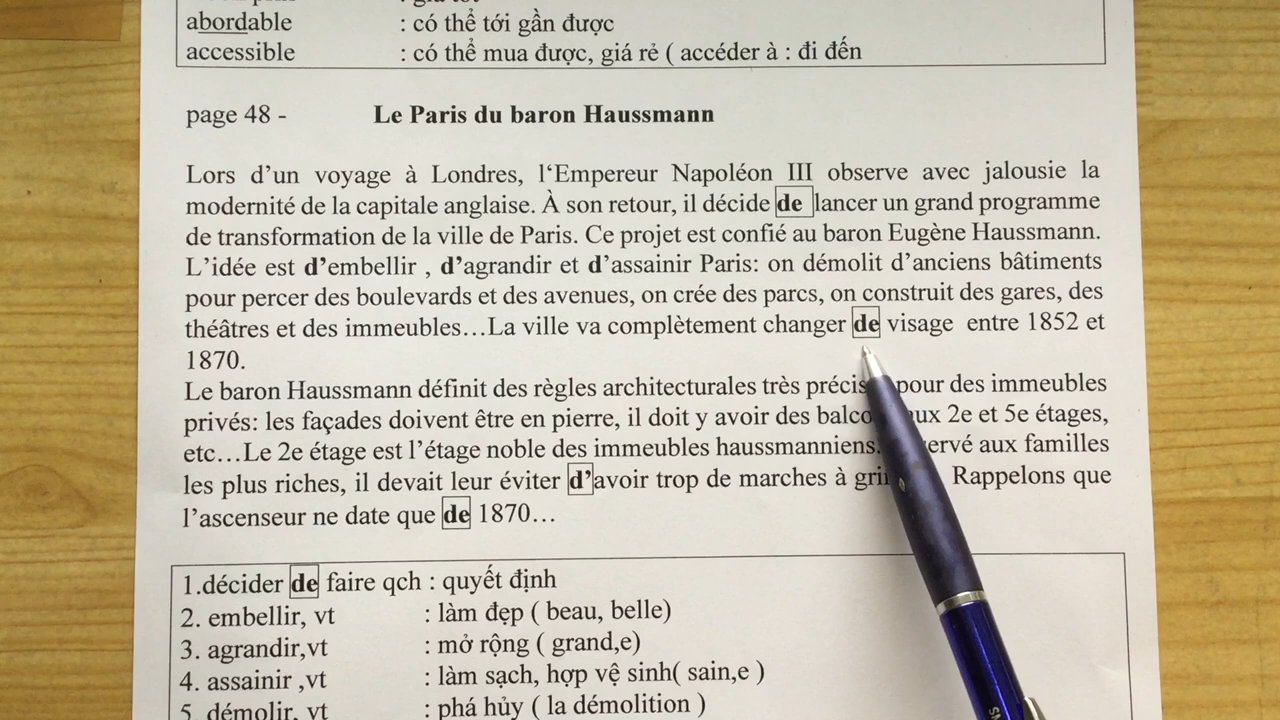 abordable : có thể tới gần được
accessible : có thể mua được, giá rẻ ( accéder à : đi đến
page 48 - Le Paris du baron Haussmann
Lors d’un voyage à Londres, l‘Empereur Napoléon III observe avec jalousie la
modernité de la capitale anglaise. À son retour, il décide de lancer un grand programme
de transformation de la ville de Paris. Ce projet est confié au baron Eugène Haussmann.
L’idée est d’embellir , d’agrandir et d’assainir Paris: on démolit d’anciens bâtiments
pour percer des boulevards et des avenues, on crée des parcs, on construit des gares, des
théâtres et des immeubles…La ville va complètement changer de visage entre 1852 et
1870.
Le baron Haussmann définit des règles architecturales très pour des immeubles
privés: les façades doivent être en pierre, il doit y avoir des aux 2e et 5e étages,
etc…Le 2e étage est l’étage noble des immeubles haussmanniens. aux familles
les plus riches, il devait leur éviter d’avoir trop de marches à Rappelons que
l’ascenseur ne date que de 1870…
1.décider de faire qch : quyết định
2. embellir, vt : làm đẹp ( beau, belle)
3. agrandir,vt : mở rộng ( grand,e)
4. assainir ,vt : làm sạch, hợp vệ sinh( sain,e )
5. démolir, vt : phá hủy ( la démolition )